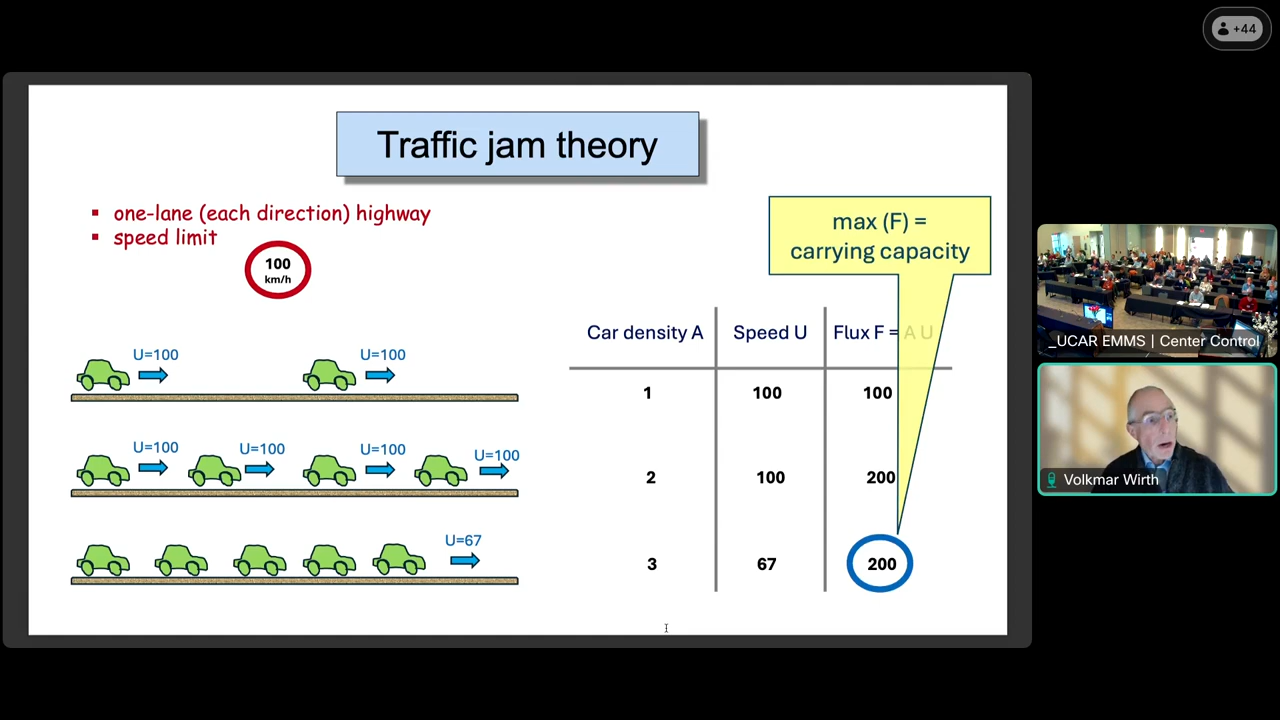 +44
Traffic jam theory
▪ one-lane (each direction) highway
▪ speed limit
100
km/h
max (F) =
carrying capacity
Car density A Speed U Flux F = A U
U=100 U=100
1 100 100
U=100 U=100 U=100 U=100
2 100 200
U=67
3 67 200
_UCAR EMMS | Center Control
Volkmar Wirth